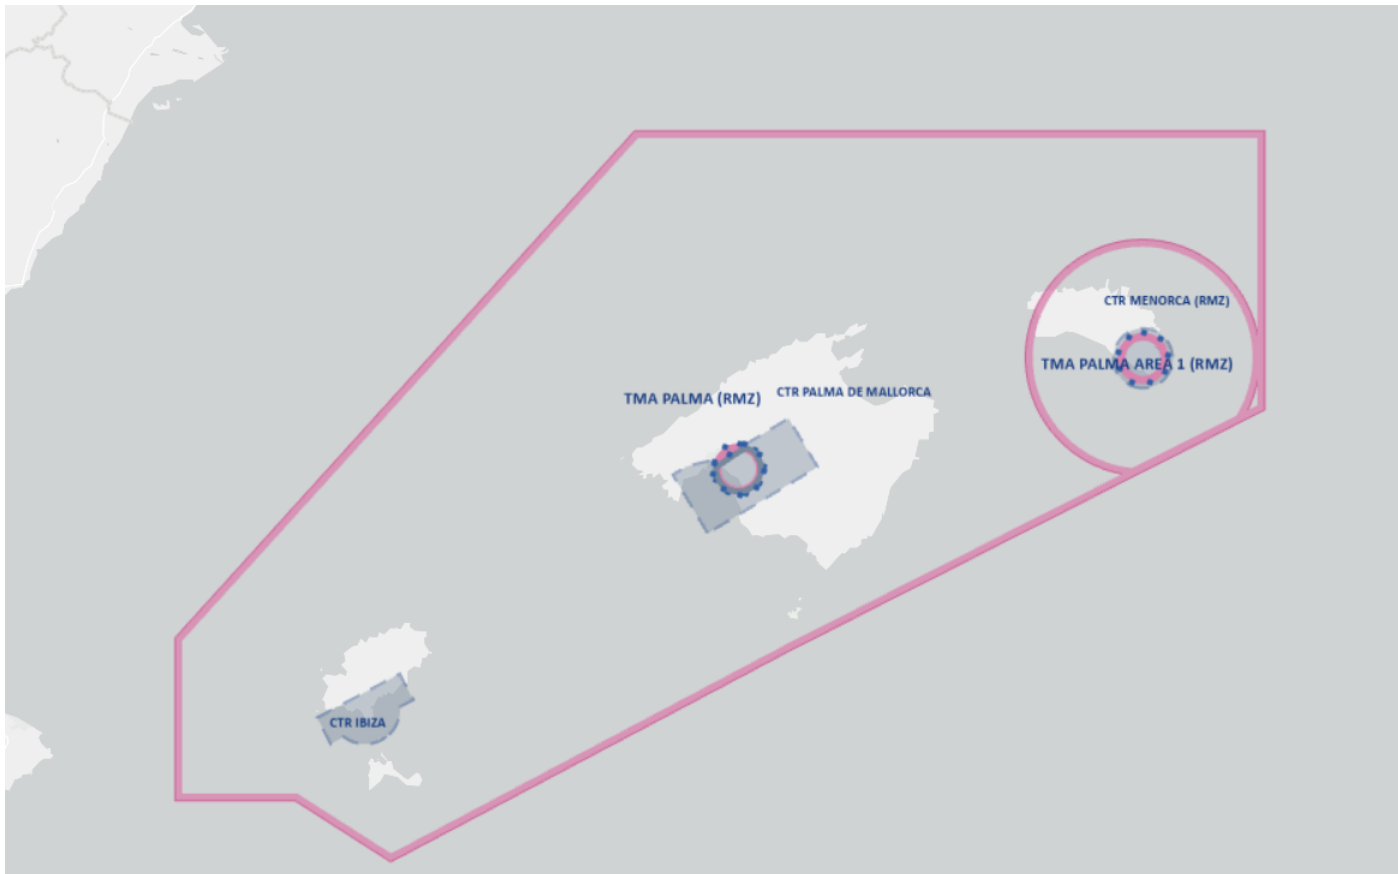 CTR MENORCA (RMZ)
TMA PALMA AREA 1 (RMZ)
TMA PALMA (RMZ)
CTR PALMA DE MALLORCA
CTR IBIZA